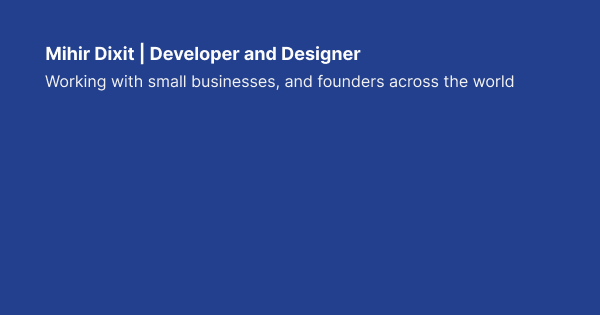 Mihir Dixit | Developer and Designer
Working with small businesses, and founders across the world